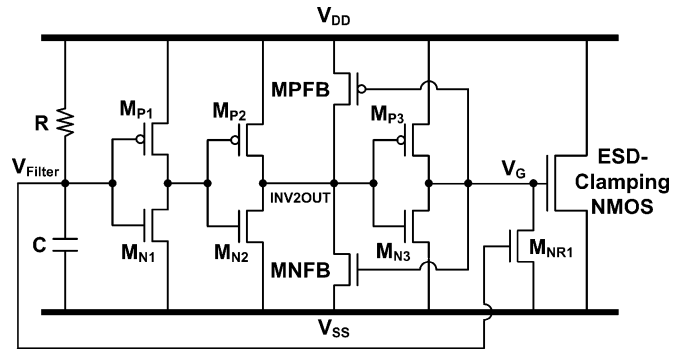 VDD
MPFB
MP1
MP2
MP3
R
VFilter
VG
ESD-
Clamping
NMOS
INV2OUT
C
MN1
MN2
MNFB
MN3
MNR1
VSS